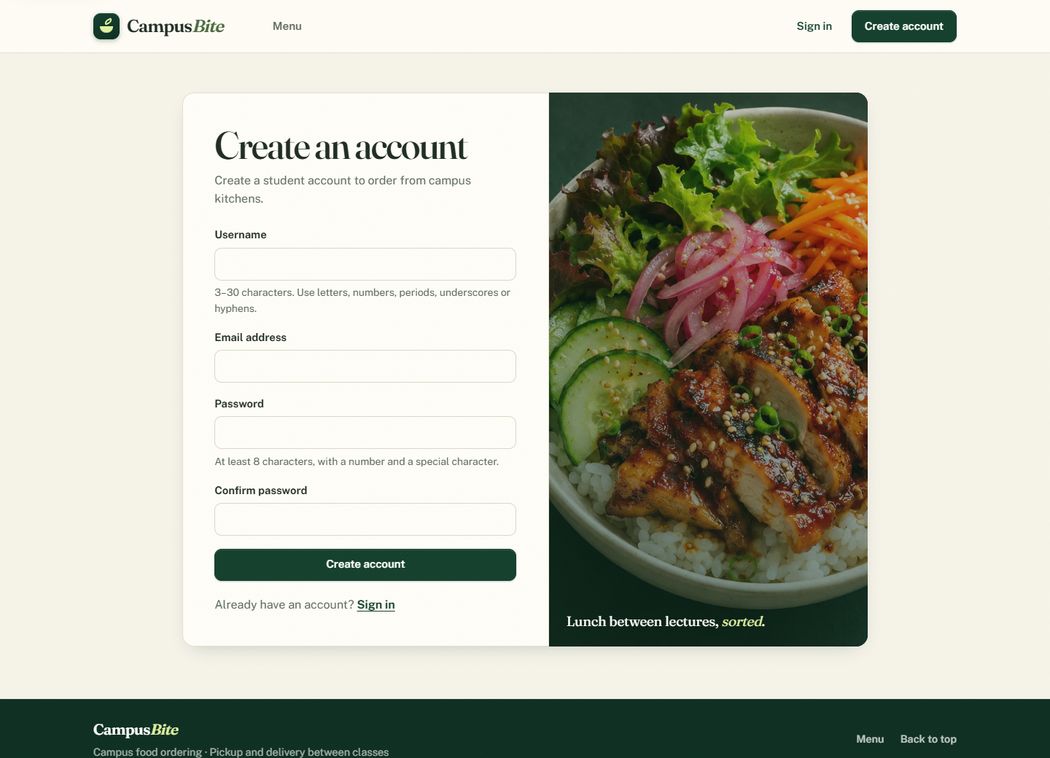 CampusBite
Menu
Sign in
Create account
Create an account
Create a student account to order from campus
kitchens.
Username
3–30 characters. Use letters, numbers, periods, underscores or
hyphens.
Email address
Password
At least 8 characters, with a number and a special character.
Confirm password
Create account
Already have an account? Sign in
Lunch between lectures, sorted.
CampusBite
Campus food ordering · Pickup and delivery between classes
Menu
Back to top